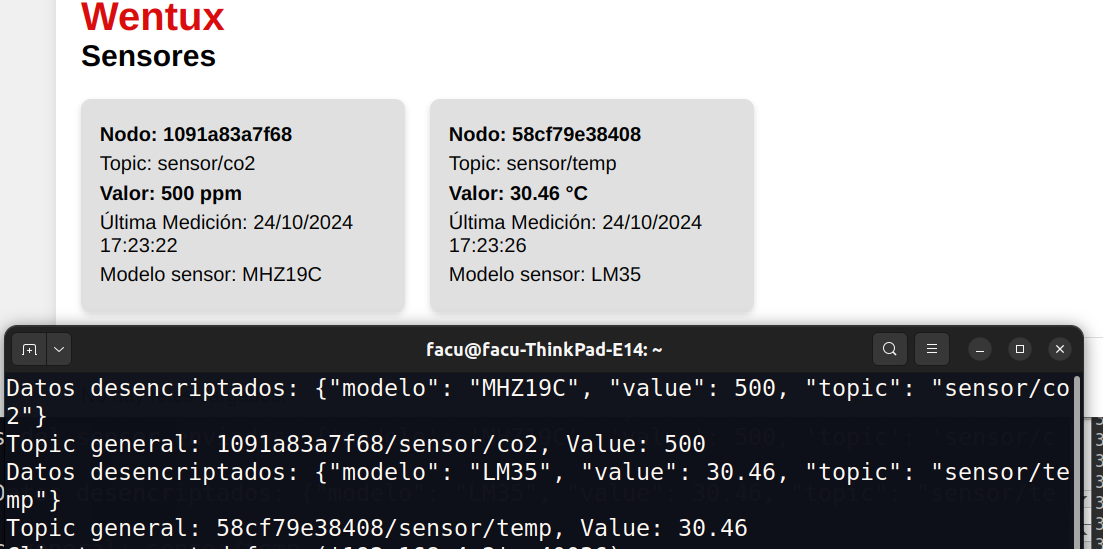 Wentux
Sensores
Nodo: 1091a83a7f68
Topic: sensor/co2
Valor: 500 ppm
Última Medición: 24/10/2024
17:23:22
Modelo sensor: MHZ19C
Nodo: 58cf79e38408
Topic: sensor/temp
Valor: 30.46 °C
Última Medición: 24/10/2024
17:23:26
Modelo sensor: LM35
facu@facu-ThinkPad-E14: ~
Datos desencriptados: {"modelo": "MHZ19C", "value": 500, "topic": "sensor/co
2"}
Topic general: 1091a83a7f68/sensor/co2, Value: 500
Datos desencriptados: {"modelo": "LM35", "value": 30.46, "topic": "sensor/te
mp"}
Topic general: 58cf79e38408/sensor/temp, Value: 30.46